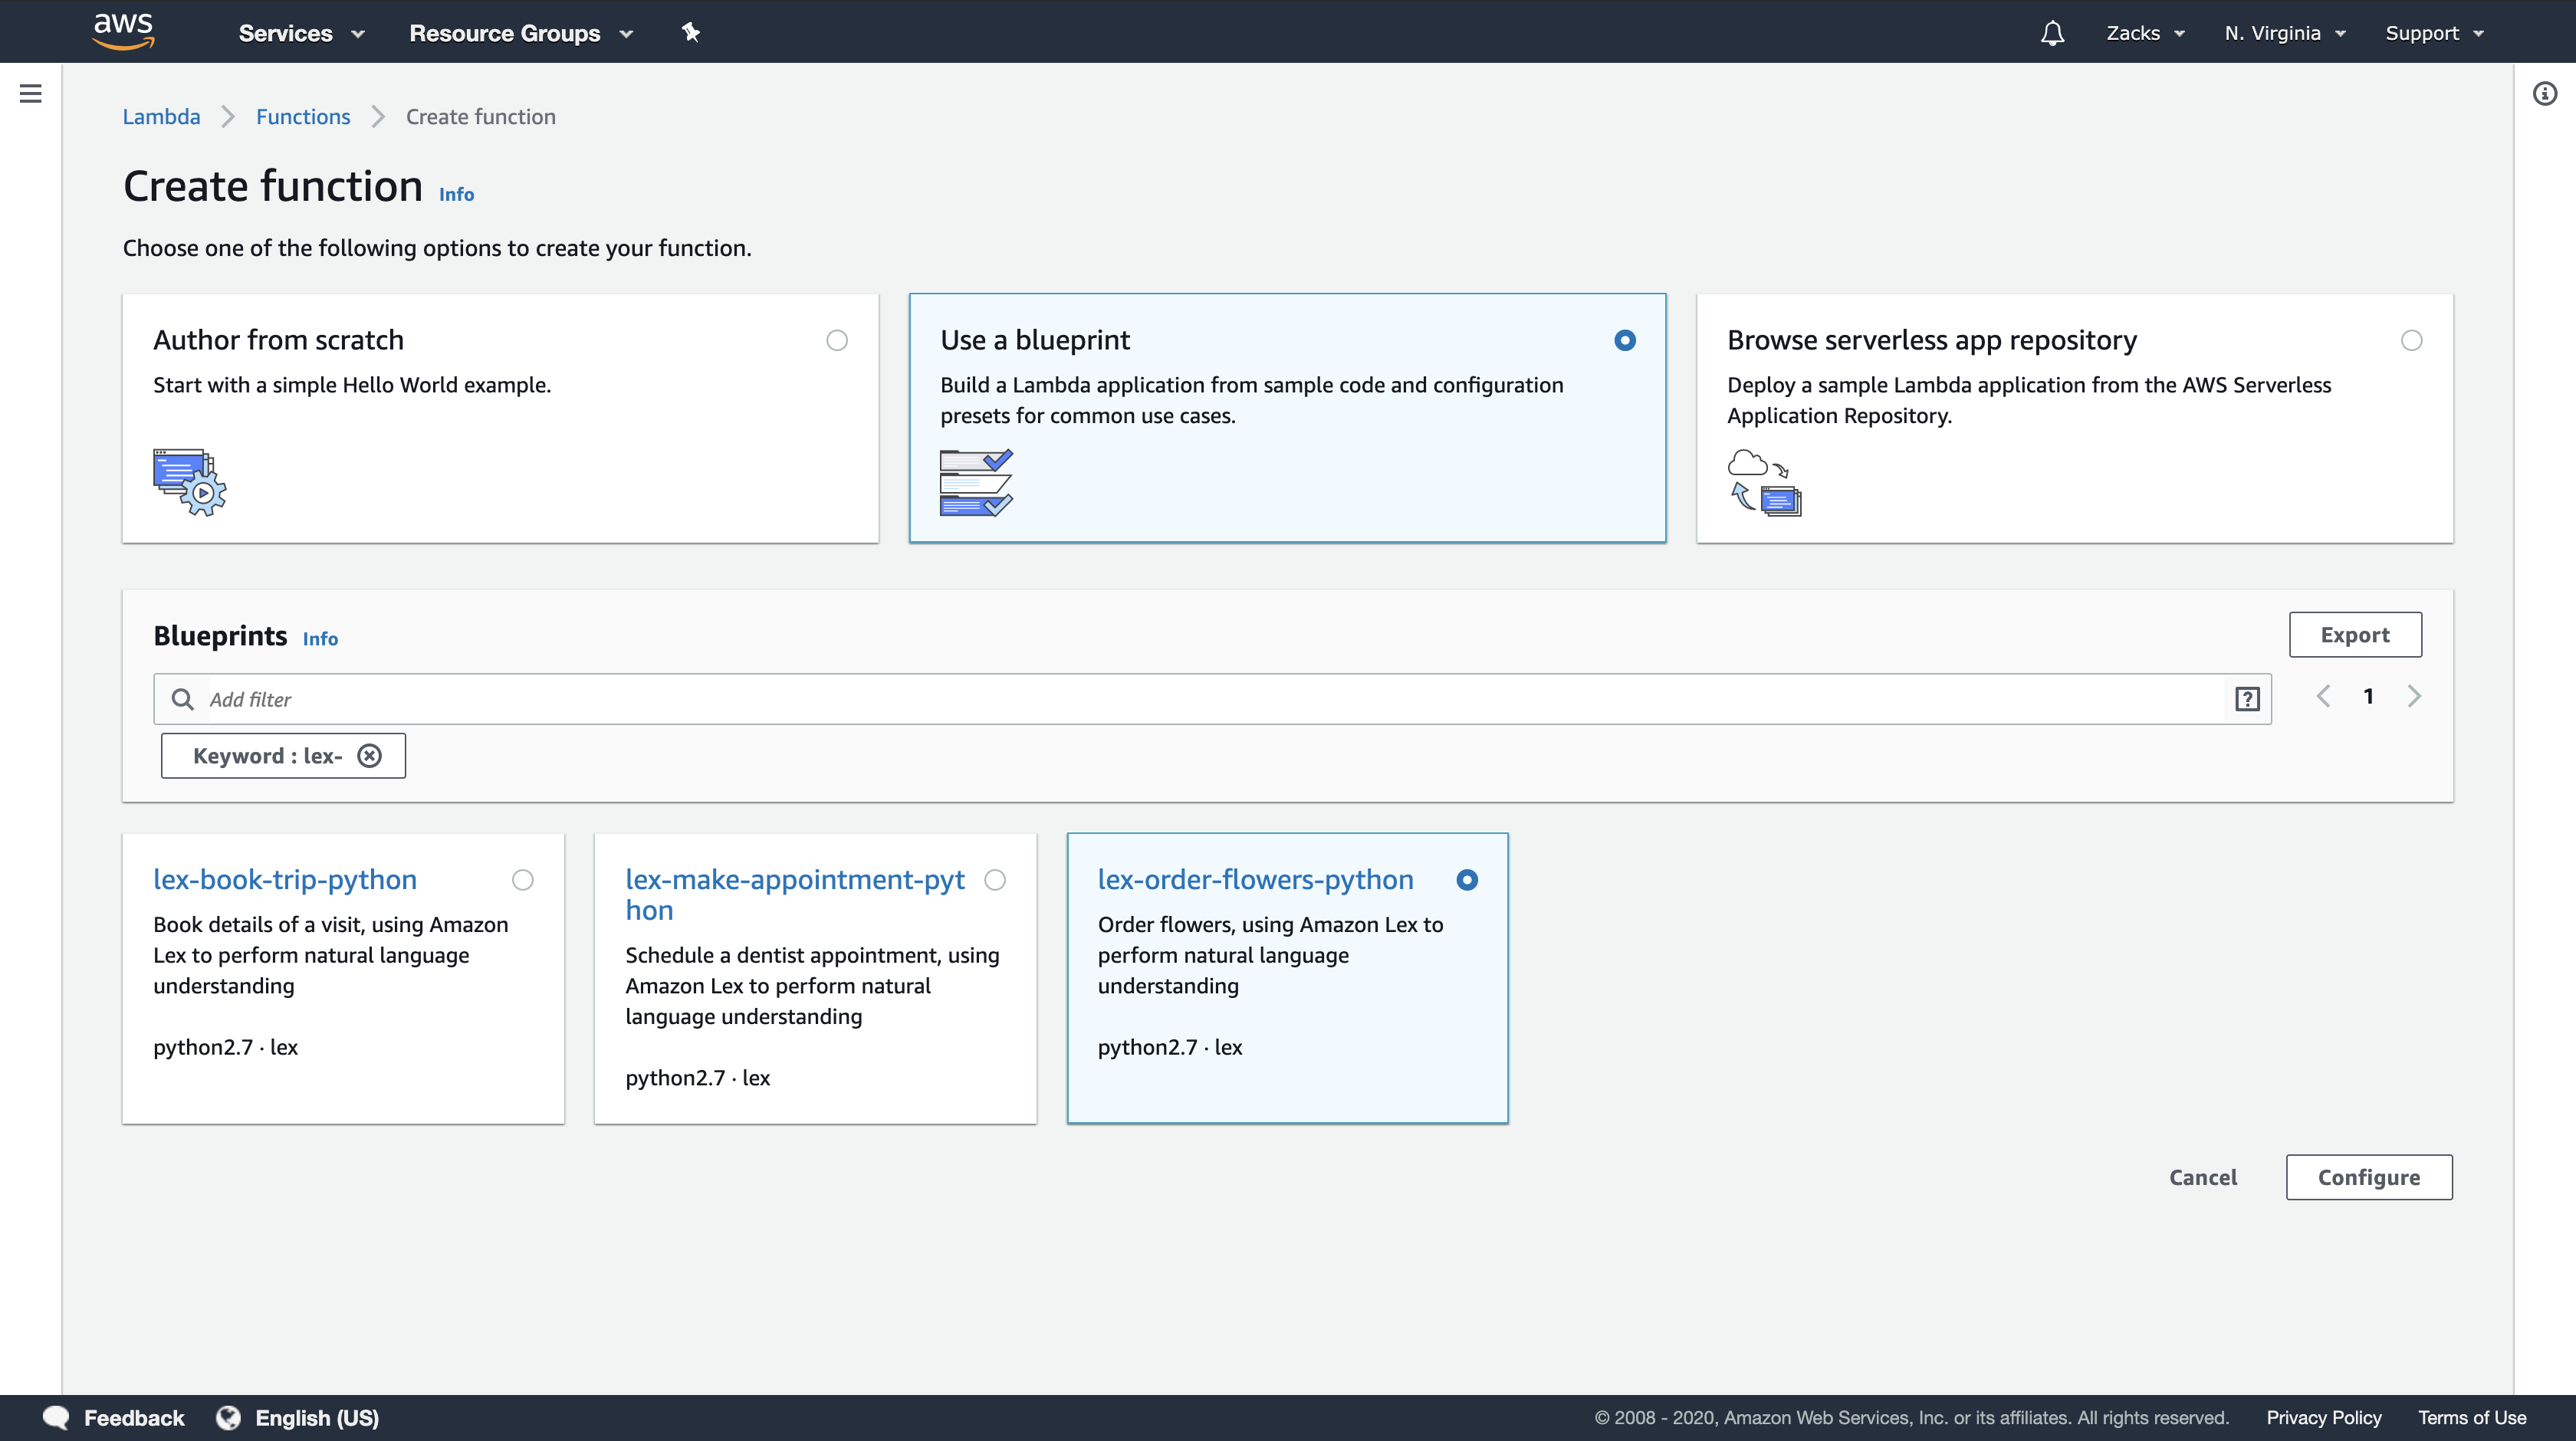 aws
Services
Resource Groups
Zacks
N. Virginia
Support
Lambda
Functions
Create function
Create function Info
Choose one of the following options to create your function.
Author from scratch
Start with a simple Hello World example.
Use a blueprint
Build a Lambda application from sample code and configuration
presets for common use cases.
Browse serverless app repository
Deploy a sample Lambda application from the AWS Serverless
Application Repository.
Blueprints Info
Export
Add filter
?
1
Keyword : lex-
lex-book-trip-python
Book details of a visit, using Amazon
Lex to perform natural language
understanding
python2.7 · lex
lex-make-appointment-pyt
hon
Schedule a dentist appointment, using
Amazon Lex to perform natural
language understanding
python2.7 · lex
lex-order-flowers-python
Order flowers, using Amazon Lex to
perform natural language
understanding
python2.7 · lex
Cancel
Configure
Feedback
English (US)
© 2008 - 2020, Amazon Web Services, Inc. or its affiliates. All rights reserved.
Privacy Policy
Terms of Use